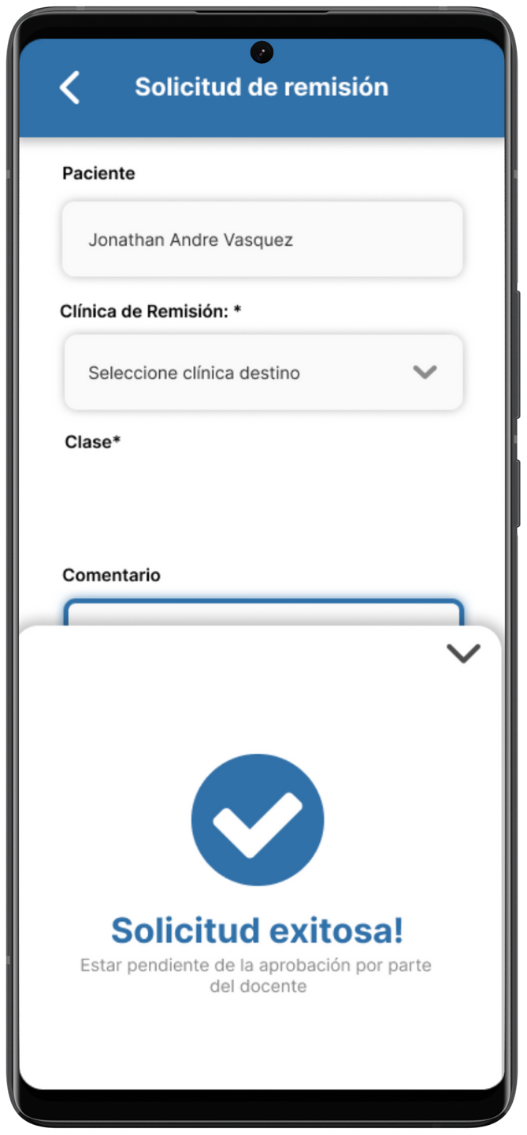 Solicitud de remisión
Paciente
Jonathan Andre Vasquez
Clínica de Remisión: *
Seleccione clínica destino
Clase*
Comentario
Solicitud exitosa!
Estar pendiente de la aprobación por parte
del docente